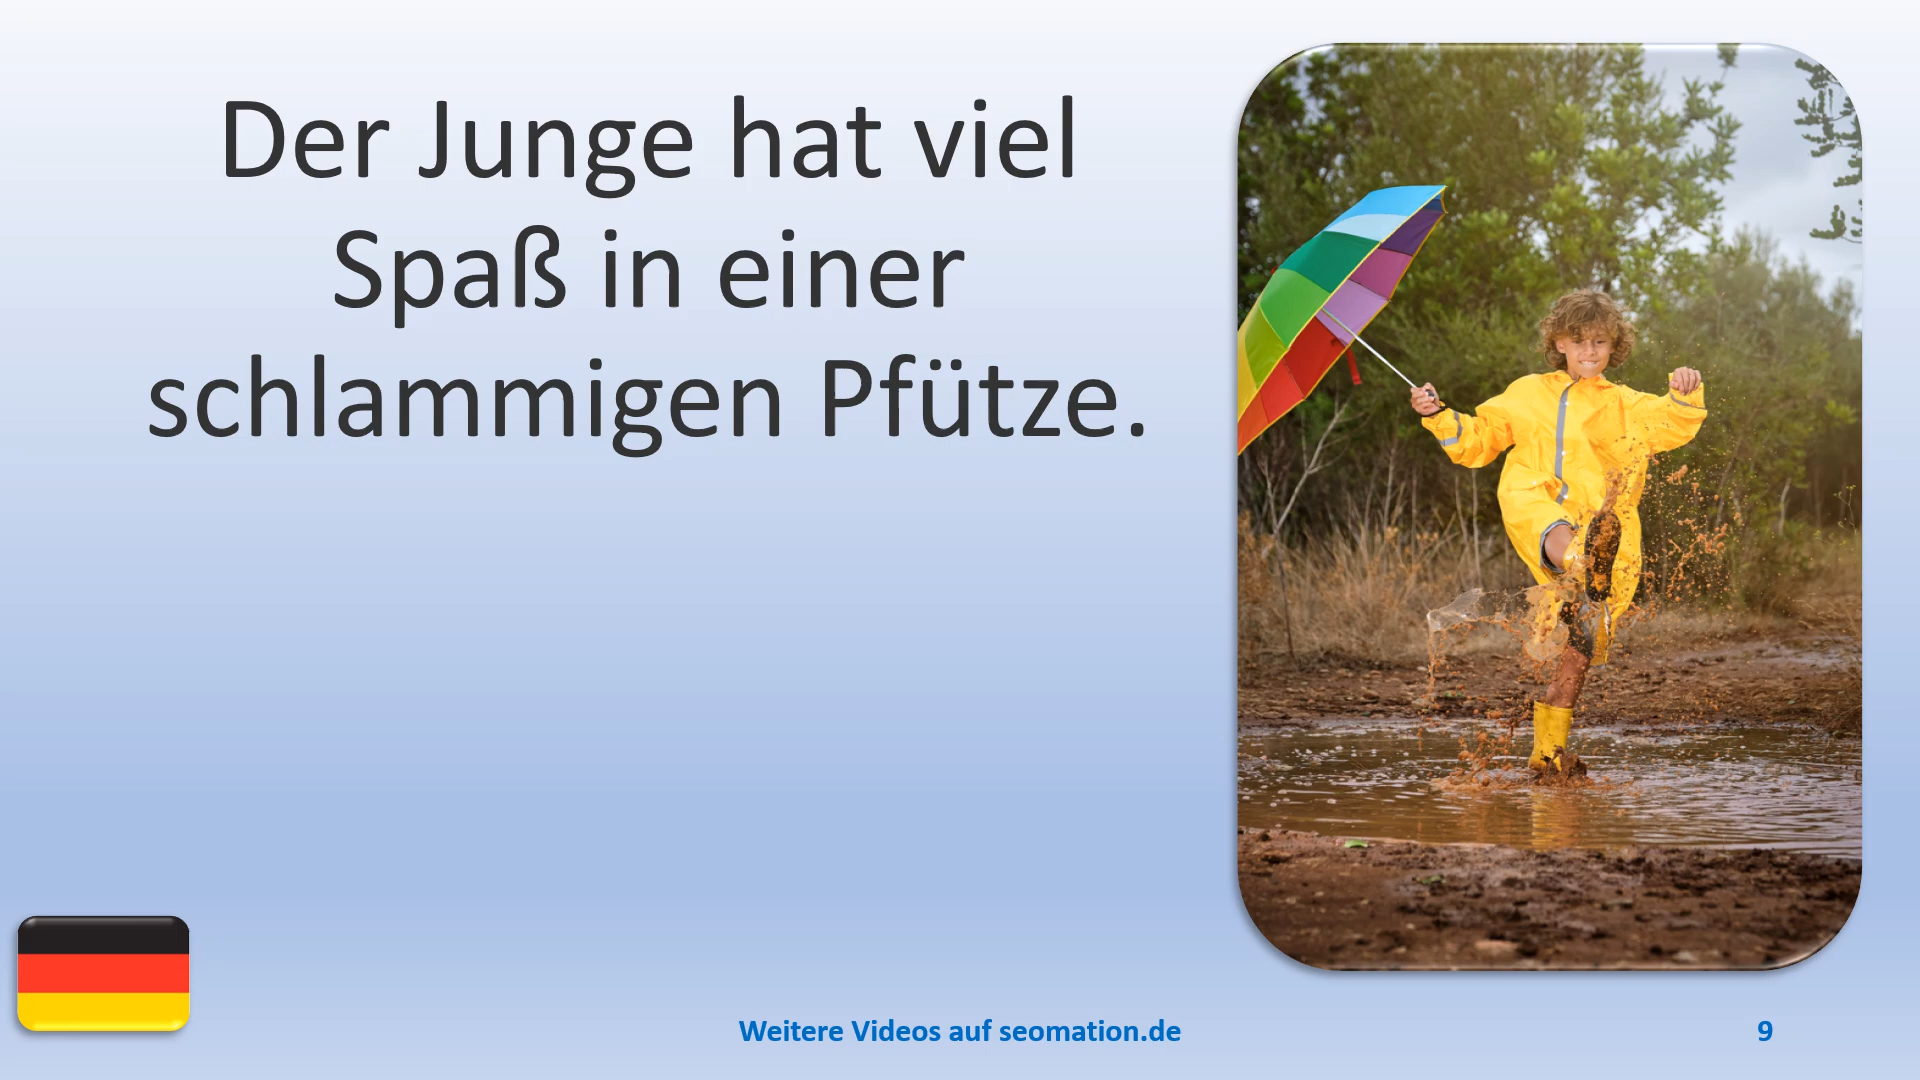 Der Junge hat viel
Spaß in einer
schlammigen Pfütze.
Weitere Videos auf seomation.de
9